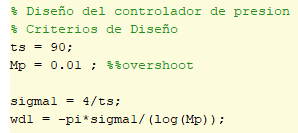 % Diseño del controlador de presion
% Criterios de Diseño
ts = 90;
Mp = 0.01 ; %%overshoot
sigma1 = 4/ts;
wd1 = -pi*sigma1/(log(Mp));